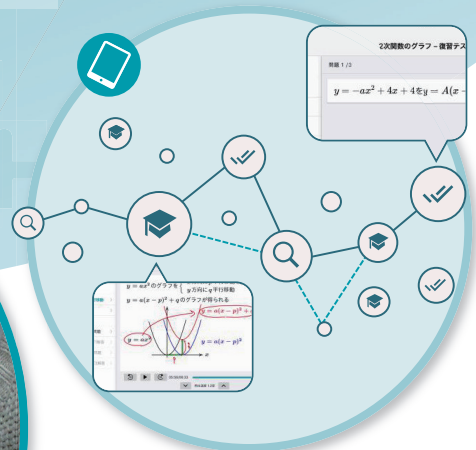 2次関数のグラフ – 復習テス
問題 1 /3
y = −ax² + 4x + 4をy = A(x −
y = ax²のグラフを
y方向にq平行移動
y = a(x − p)² + qのグラフが得られる
y = a(x − p)² +
y = ax²
y = a(x − p)²
x